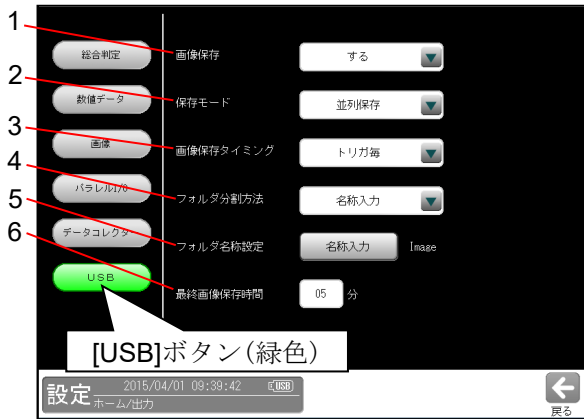 1
総合判定
画像保存
する
2
数値データ
保存モード
並列保存
3
画像
画像保存タイミング
トリガ毎
4
パラレルI/O
フォルダ分割方法
名称入力
5
データコレクター
フォルダ名称設定
名称入力
Image
6
USB
最終画像保存時間
05
分
[USB]ボタン(緑色)
設定
2015/04/01 09:39:42
USB
ホーム/出力
戻る